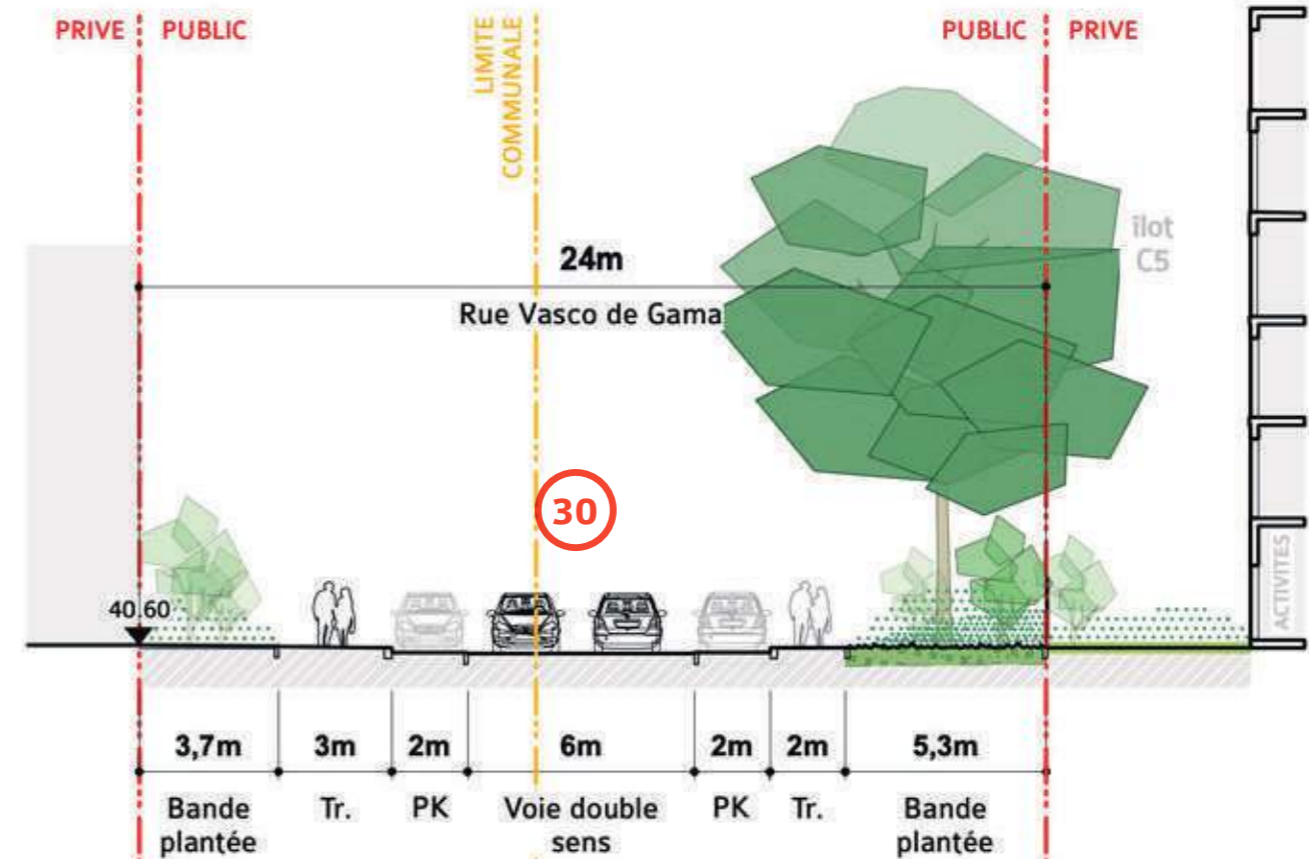 PRIVE PUBLIC
LIMITE
COMMUNALE
PUBLIC PRIVE
îlot
C5
24m
Rue Vasco de Gama
30
40.60
ACTIVITES
3,7m 3m 2m 6m 2m 2m 5,3m
Bande Tr. PK Voie double PK Tr. Bande
plantée sens plantée